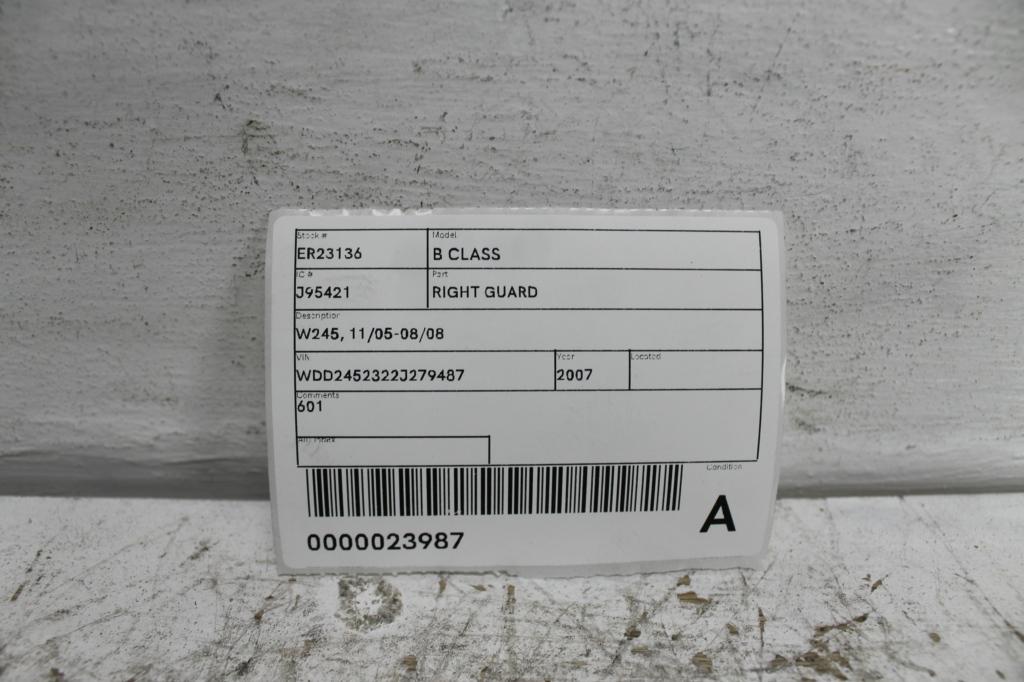 Stock # Model
ER23136 B CLASS
IC # Part
J95421 RIGHT GUARD
Description
W245, 11/05-08/08
VIN Year Located
WDD2452322J279487 2007
Comments
601
Condition
A
0000023987